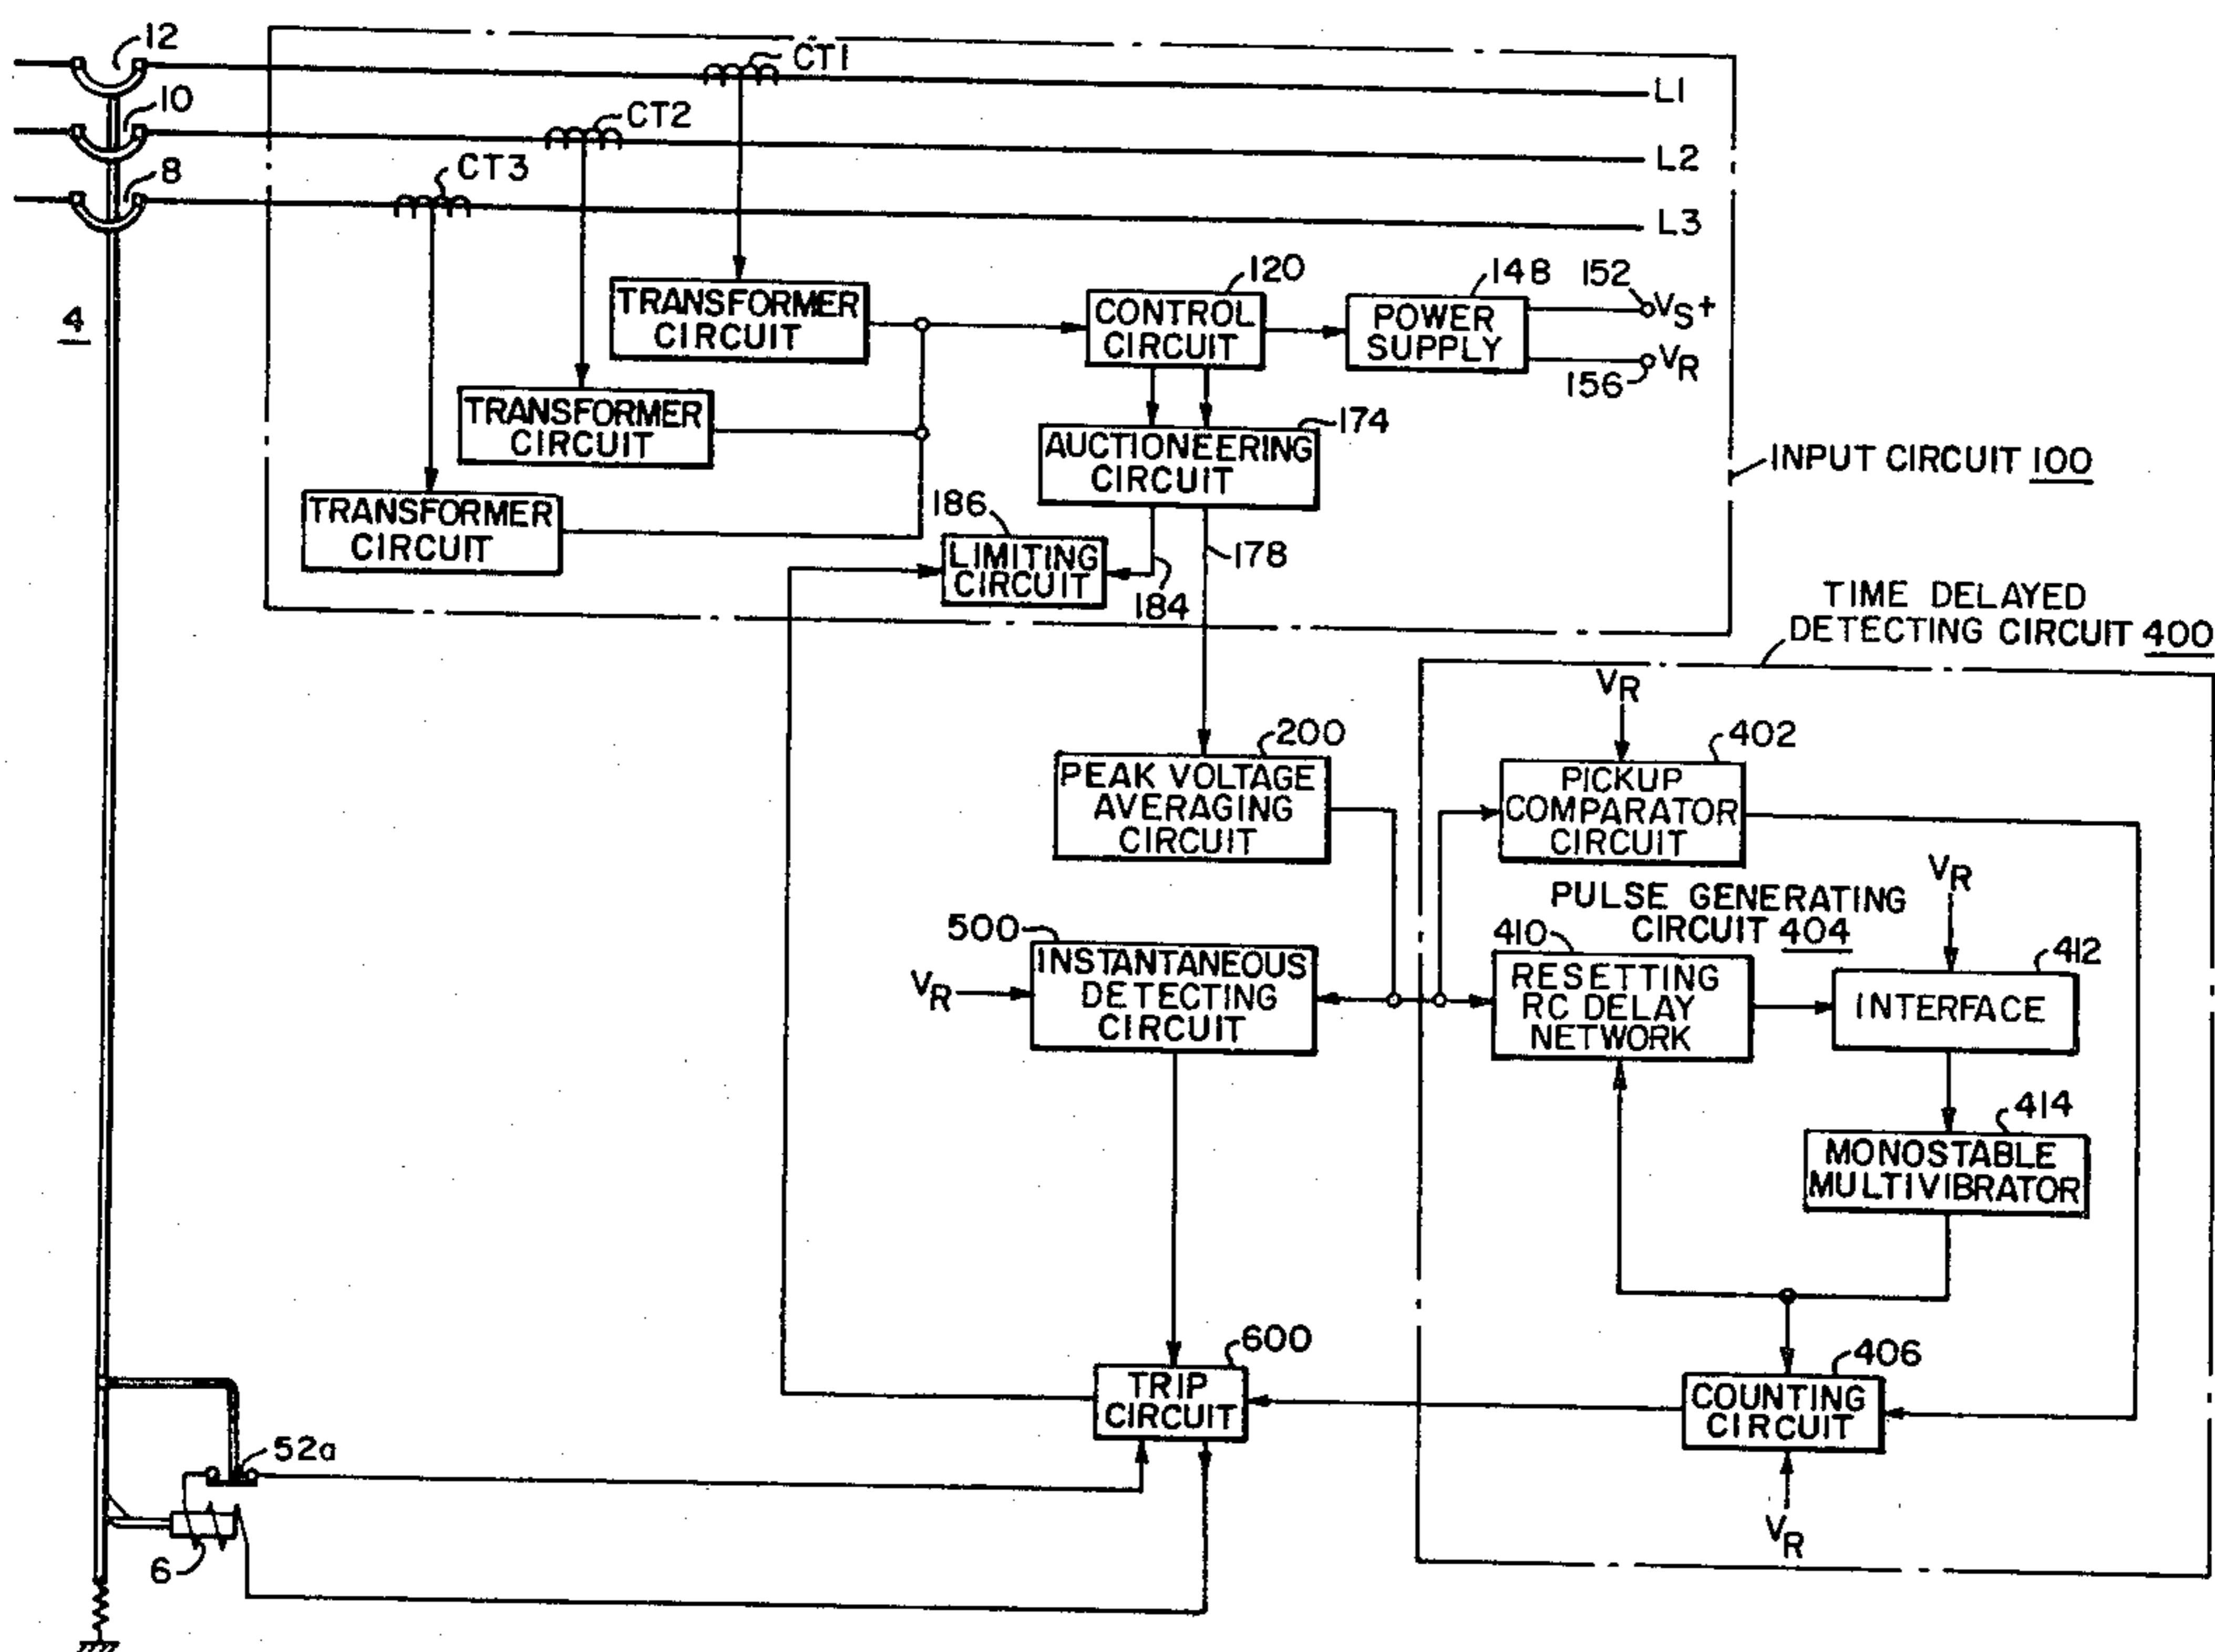 12
CT1
L1
10
CT2
L2
8
CT3
L3
4
120
148
152
VS+
TRANSFORMER
CIRCUIT
CONTROL
CIRCUIT
POWER
SUPPLY
VR
156
TRANSFORMER
CIRCUIT
174
AUCTIONEERING
CIRCUIT
INPUT CIRCUIT 100
TRANSFORMER
CIRCUIT
186
LIMITING
CIRCUIT
178
184
TIME DELAYED
DETECTING CIRCUIT 400
VR
200
402
PEAK VOLTAGE
AVERAGING
CIRCUIT
PICKUP
COMPARATOR
CIRCUIT
VR
PULSE GENERATING
CIRCUIT 404
500
410
412
VR
INSTANTANEOUS
DETECTING
CIRCUIT
RESETTING
RC DELAY
NETWORK
INTERFACE
414
MONOSTABLE
MULTIVIBRATOR
600
406
TRIP
CIRCUIT
COUNTING
CIRCUIT
52a
VR
6